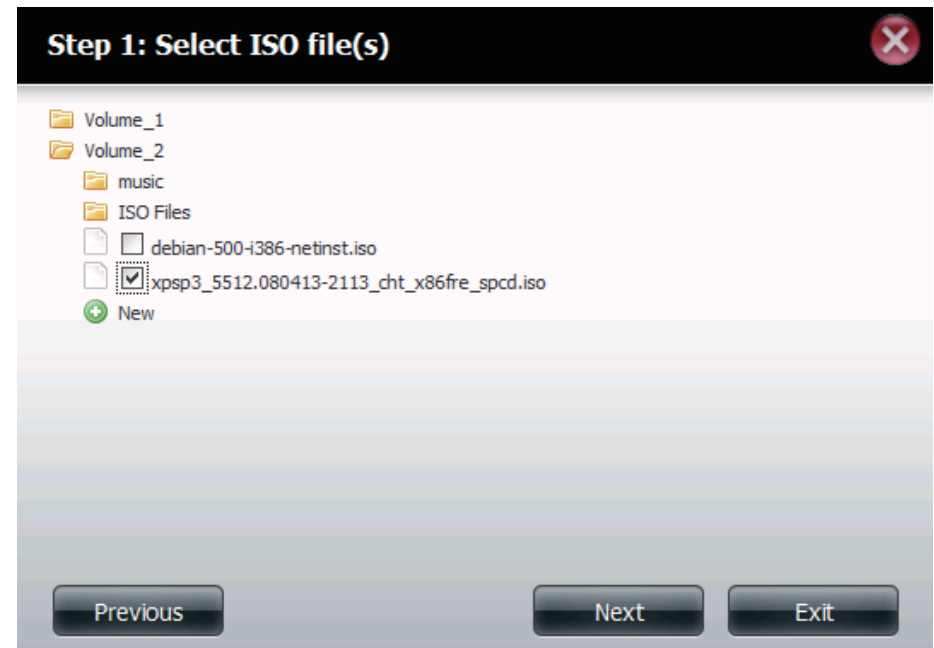 Step 1: Select ISO file(s)
Volume_1
Volume_2
music
ISO Files
debian-500-i386-netinst.iso
xpsp3_5512.080413-2113_cht_x86fre_spcd.iso
New
Previous
Next
Exit